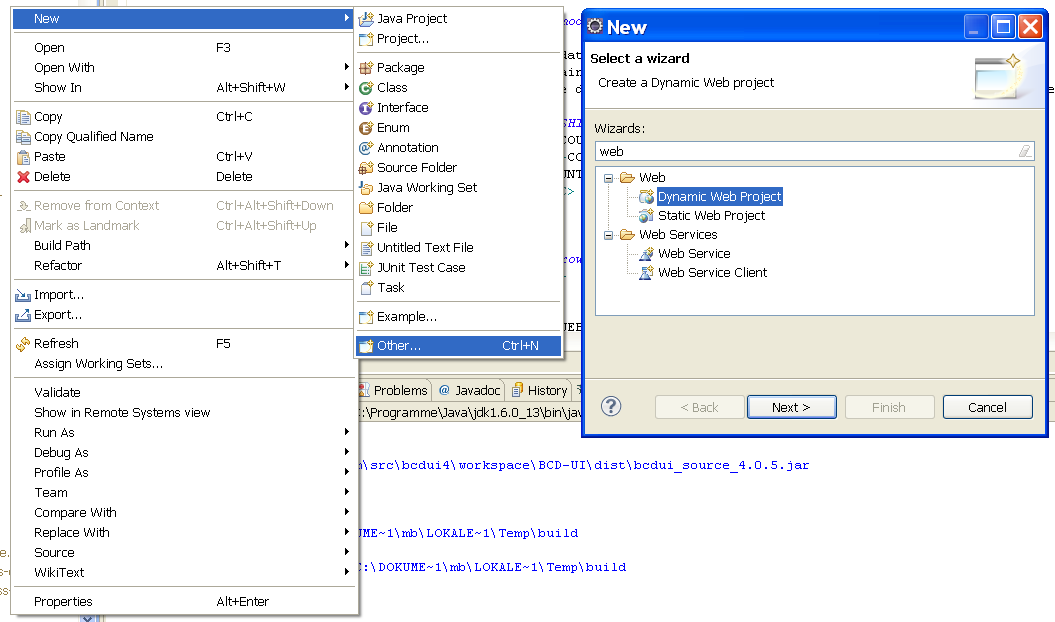 New
Open F3
Open With
Show In Alt+Shift+W
Copy Ctrl+C
Copy Qualified Name
Paste Ctrl+V
Delete Delete
Remove from Context Ctrl+Alt+Shift+Down
Mark as Landmark Ctrl+Alt+Shift+Up
Build Path
Refactor Alt+Shift+T
Import...
Export...
Refresh F5
Assign Working Sets...
Validate
Show in Remote Systems view
Run As
Debug As
Profile As
Team
Compare With
Replace With
Source
WikiText
Properties Alt+Enter
Java Project
Project...
Package
Class
Interface
Enum
Annotation
Source Folder
Java Working Set
Folder
File
Untitled Text File
JUnit Test Case
Task
Example...
Other... Ctrl+N
New
Select a wizard
Create a Dynamic Web project
Wizards:
web
Web
Dynamic Web Project
Static Web Project
Web Services
Web Service
Web Service Client
? < Back Next > Finish Cancel
Problems @ Javadoc History
:\Programme\Java\jdk1.6.0_13\bin\jav
\src\bcdui4\workspace\BCD-UI\dist\bcdui_source_4.0.5.jar
UME~1\mb\LOKALE~1\Temp\build
C:\DOKUME~1\mb\LOKALE~1\Temp\build